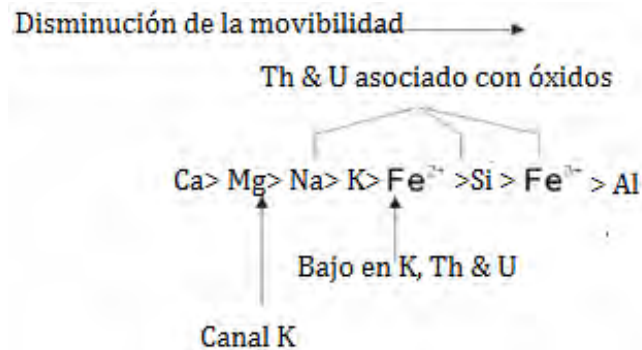 Disminución de la movibilidad
Th & U asociado con óxidos
Ca> Mg> Na> K> Fe²⁺ >Si > Fe³⁺ > Al
Bajo en K, Th & U
Canal K